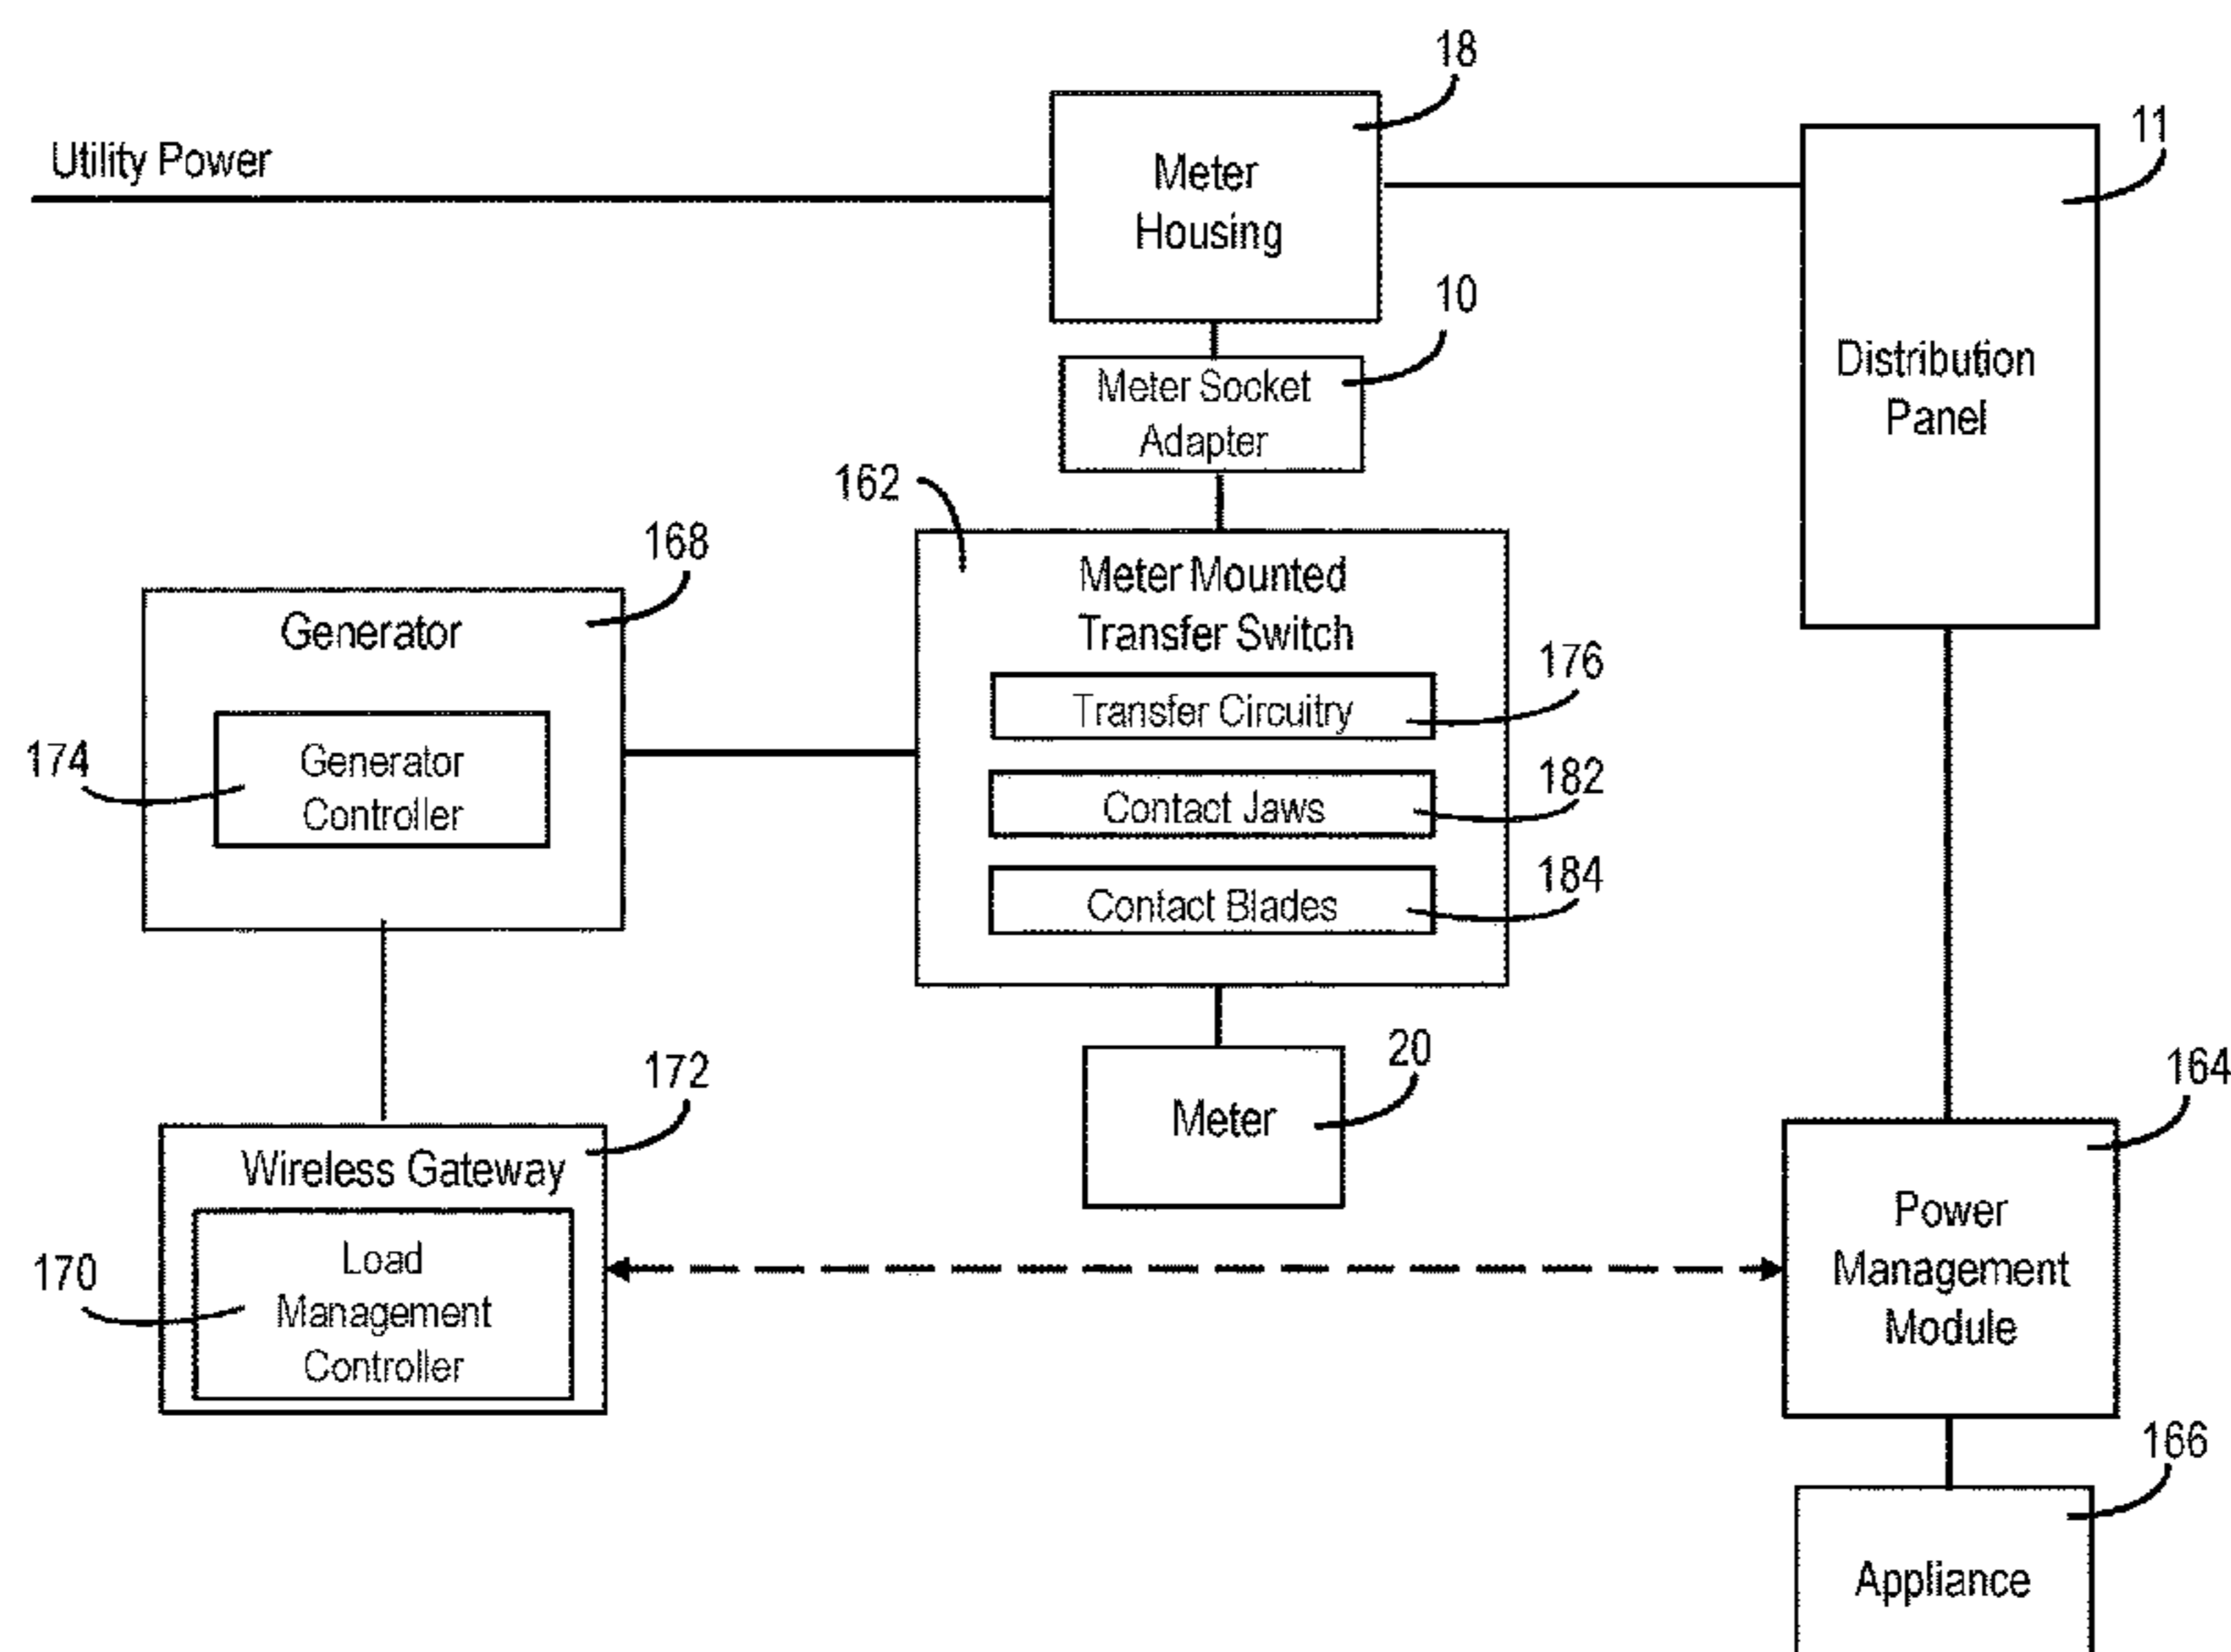 18
Utility Power
Meter
Housing
11
10
Meter Socket
Adapter
Distribution
Panel
162
168
Generator
Meter Mounted
Transfer Switch
176
Transfer Circuitry
174
Generator
Controller
182
Contact Jaws
184
Contact Blades
172
Wireless Gateway
20
Meter
164
Power
Management
Module
170
Load
Management
Controller
166
Appliance